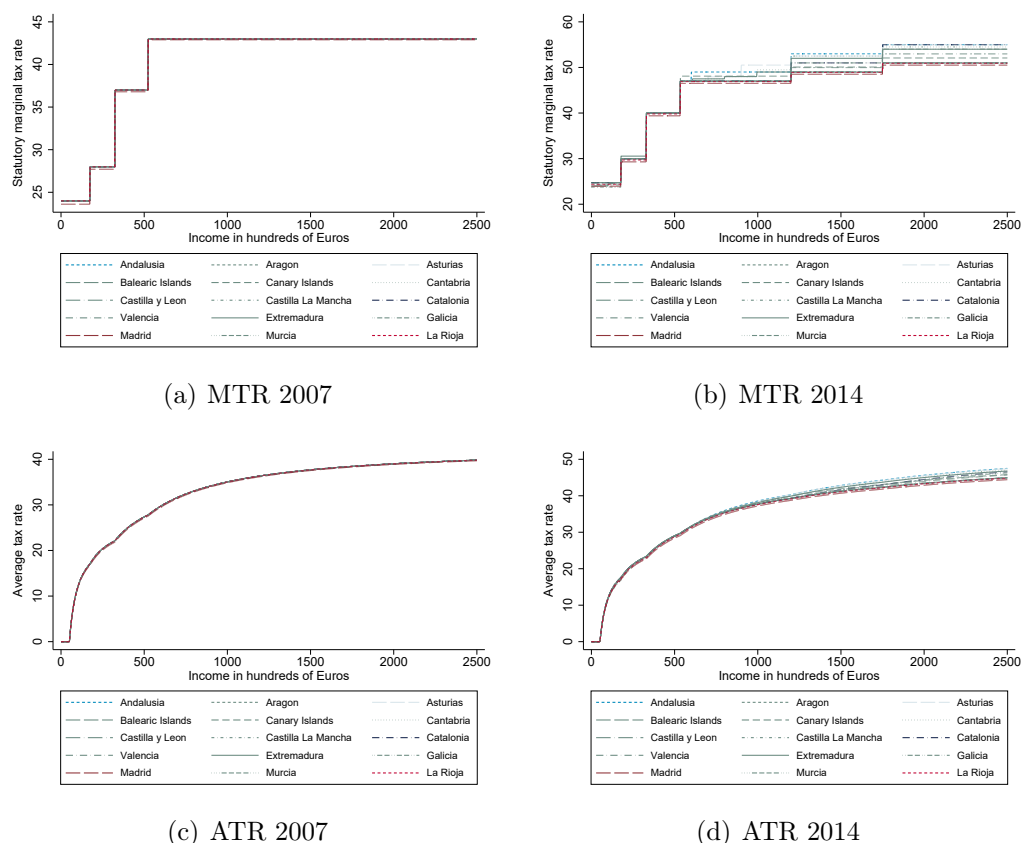 Statutory marginal tax rate
45
40
35
30
25
0 500 1000 1500 2000 2500
Income in hundreds of Euros
Andalusia Aragon Asturias
Balearic Islands Canary Islands Cantabria
Castilla y Leon Castilla La Mancha Catalonia
Valencia Extremadura Galicia
Madrid Murcia La Rioja
(a) MTR 2007
Statutory marginal tax rate
60
50
40
30
20
0 500 1000 1500 2000 2500
Income in hundreds of Euros
Andalusia Aragon Asturias
Balearic Islands Canary Islands Cantabria
Castilla y Leon Castilla La Mancha Catalonia
Valencia Extremadura Galicia
Madrid Murcia La Rioja
(b) MTR 2014
Average tax rate
40
30
20
10
0
0 500 1000 1500 2000 2500
Income in hundreds of Euros
Andalusia Aragon Asturias
Balearic Islands Canary Islands Cantabria
Castilla y Leon Castilla La Mancha Catalonia
Valencia Extremadura Galicia
Madrid Murcia La Rioja
(c) ATR 2007
Average tax rate
50
40
30
20
10
0
0 500 1000 1500 2000 2500
Income in hundreds of Euros
Andalusia Aragon Asturias
Balearic Islands Canary Islands Cantabria
Castilla y Leon Castilla La Mancha Catalonia
Valencia Extremadura Galicia
Madrid Murcia La Rioja
(d) ATR 2014